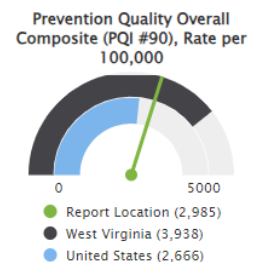 Prevention Quality Overall
Composite (PQI #90), Rate per
100,000
0 5000
Report Location (2,985)
West Virginia (3,938)
United States (2,666)